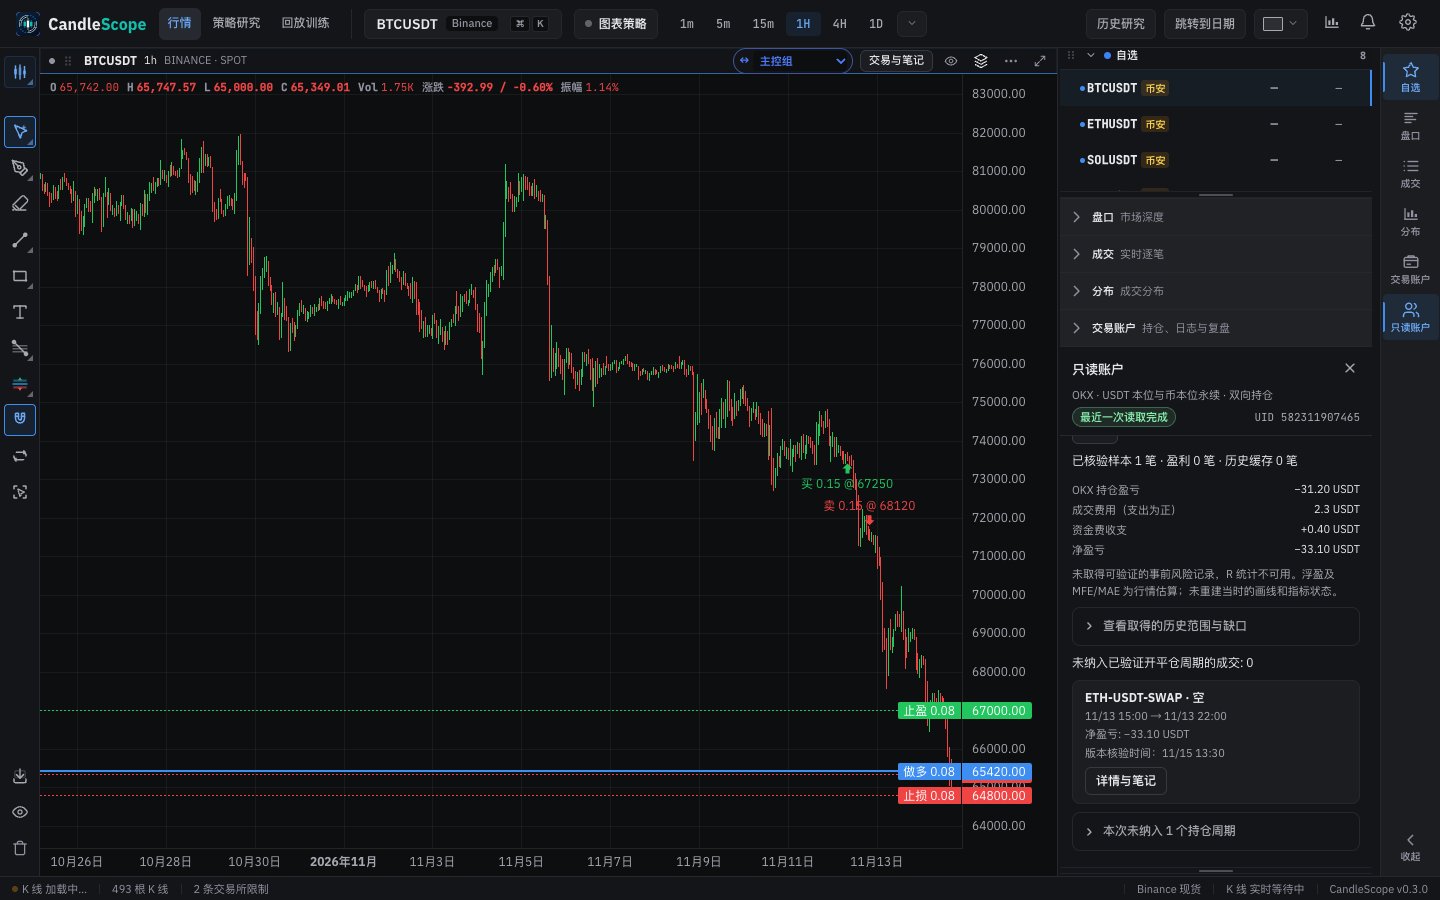 CandleScope 行情 策略研究 回放训练 BTCUSDT Binance ⌘ K 图表策略 1m 5m 15m 1H 4H 1D 历史研究 跳转到日期
BTCUSDT 1h BINANCE · SPOT 主控组 交易与笔记
O 65,742.00 H 65,747.57 L 65,000.00 C 65,349.01 Vol 1.75K 涨跌 -392.99 / -0.60% 振幅 1.14%
83000.00
82000.00
81000.00
80000.00
79000.00
78000.00
77000.00
76000.00
75000.00
74000.00
73000.00
72000.00
71000.00
70000.00
69000.00
68000.00
66000.00
64000.00
买 0.15 @ 67250
卖 0.15 @ 68120
止盈 0.08 67000.00
做多 0.08 65420.00
止损 0.08 64800.00
10月26日 10月28日 10月30日 2026年11月 11月3日 11月5日 11月7日 11月9日 11月11日 11月13日
自选 8
BTCUSDT 币安 — —
ETHUSDT 币安 — —
SOLUSDT 币安 — —
盘口 市场深度
成交 实时逐笔
分布 成交分布
交易账户 持仓、日志与复盘
只读账户
OKX · USDT 本位与币本位永续 · 双向持仓
最近一次读取完成 UID 582311907465
已核验样本 1 笔 · 盈利 0 笔 · 历史缓存 0 笔
OKX 持仓盈亏 −31.20 USDT
成交费用（支出为正） 2.3 USDT
资金费收支 +0.40 USDT
净盈亏 −33.10 USDT
未取得可验证的事前风险记录，R 统计不可用。浮盈及
MFE/MAE 为行情估算；未重建当时的画线和指标状态。
查看取得的历史范围与缺口
未纳入已验证开平仓周期的成交: 0
ETH-USDT-SWAP · 空
11/13 15:00 → 11/13 22:00
净盈亏: −33.10 USDT
版本核验时间：11/15 13:30
详情与笔记
本次未纳入 1 个持仓周期
自选
盘口
成交
分布
交易账户
只读账户
收起
K 线 加载中... 493 根 K 线 2 条交易所限制 Binance 现货 K 线 实时等待中 CandleScope v0.3.0